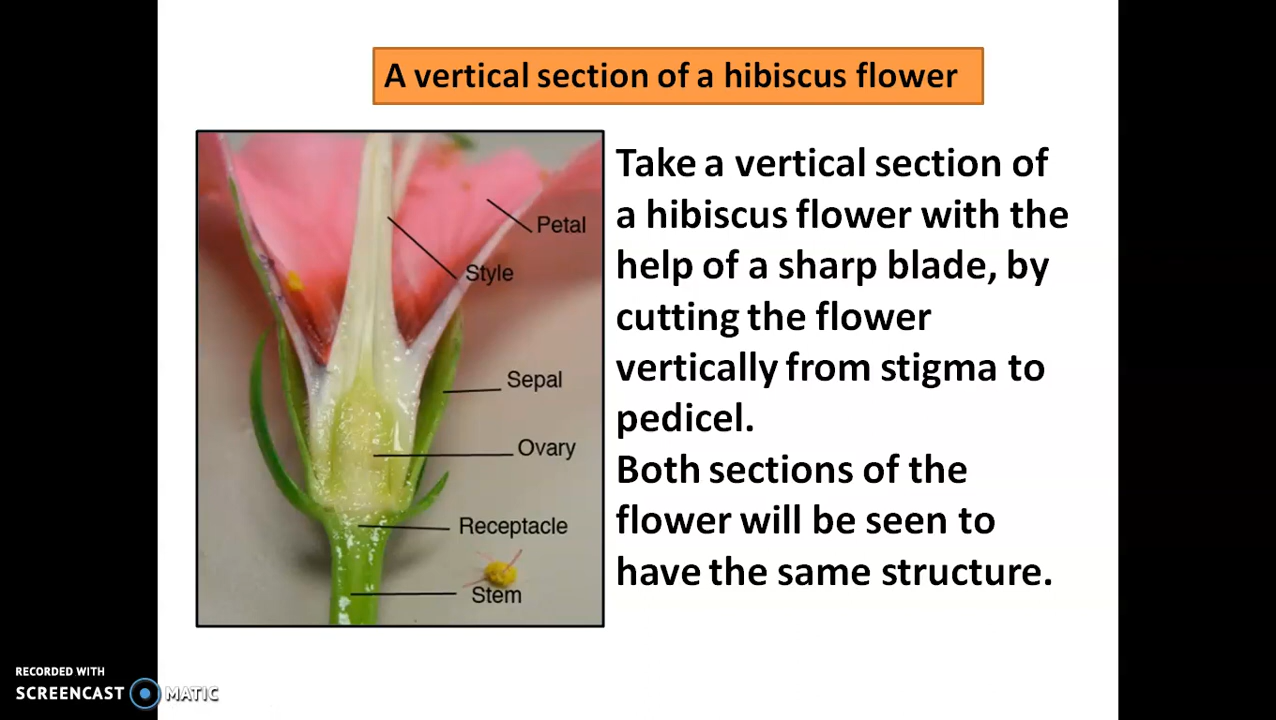 A vertical section of a hibiscus flower
Petal
Style
Sepal
Ovary
Receptacle
Stem
Take a vertical section of
a hibiscus flower with the
help of a sharp blade, by
cutting the flower
vertically from stigma to
pedicel.
Both sections of the
flower will be seen to
have the same structure.
RECORDED WITH
SCREENCAST MATIC